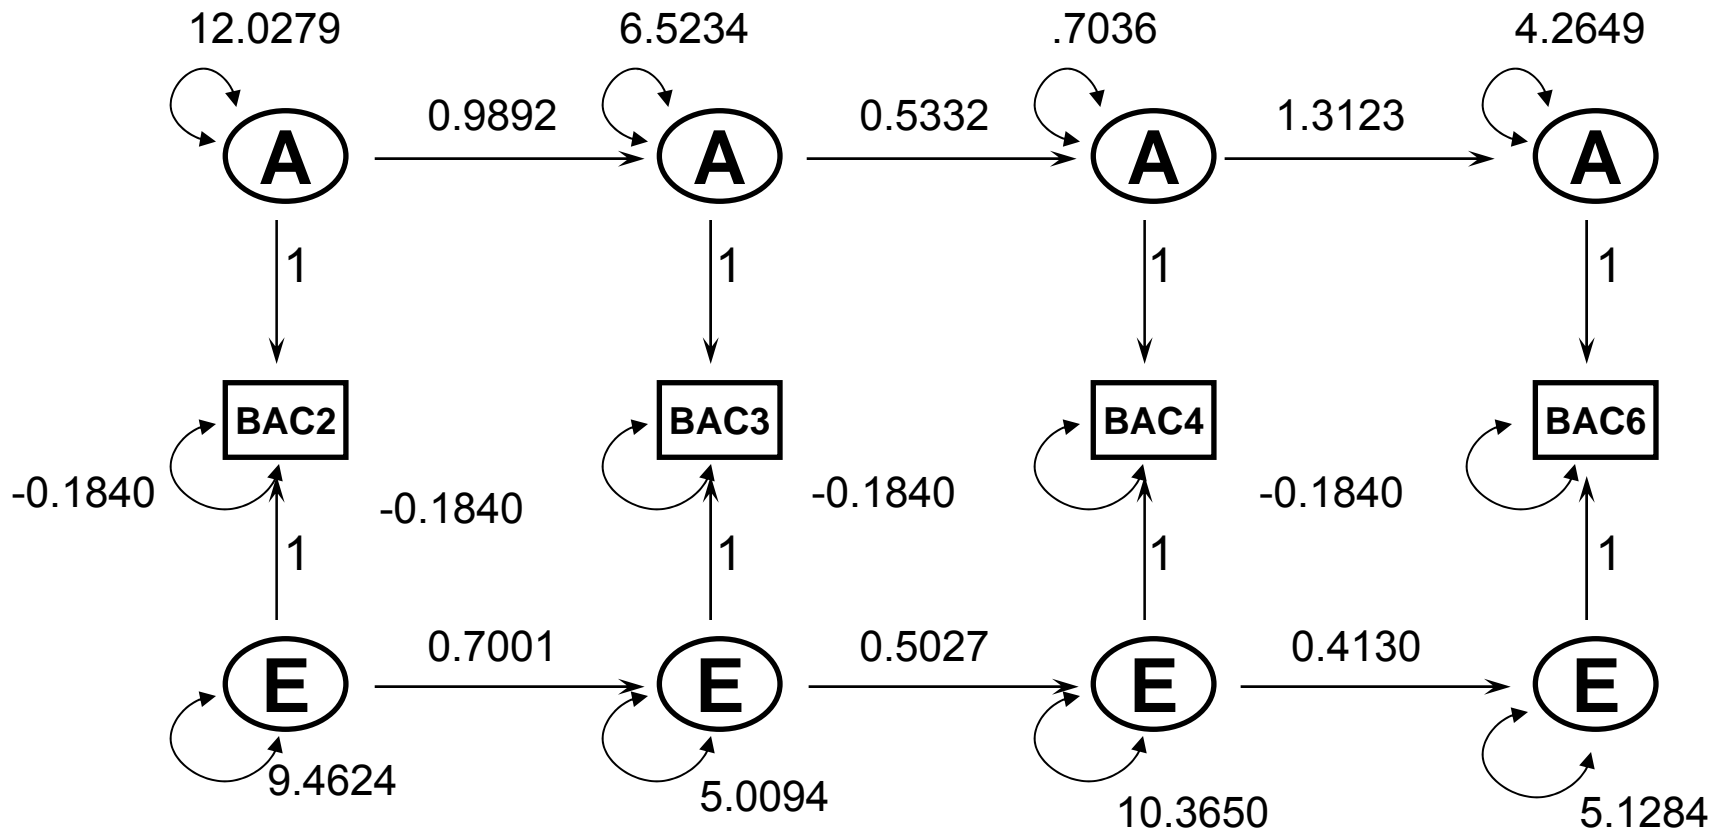 12.0279 6.5234 .7036 4.2649
0.9892 0.5332 1.3123
A A A A
1 1 1 1
BAC2 BAC3 BAC4 BAC6
-0.1840 -0.1840 -0.1840 -0.1840
1 1 1 1
0.7001 0.5027 0.4130
E E E E
9.4624 5.0094 10.3650 5.1284